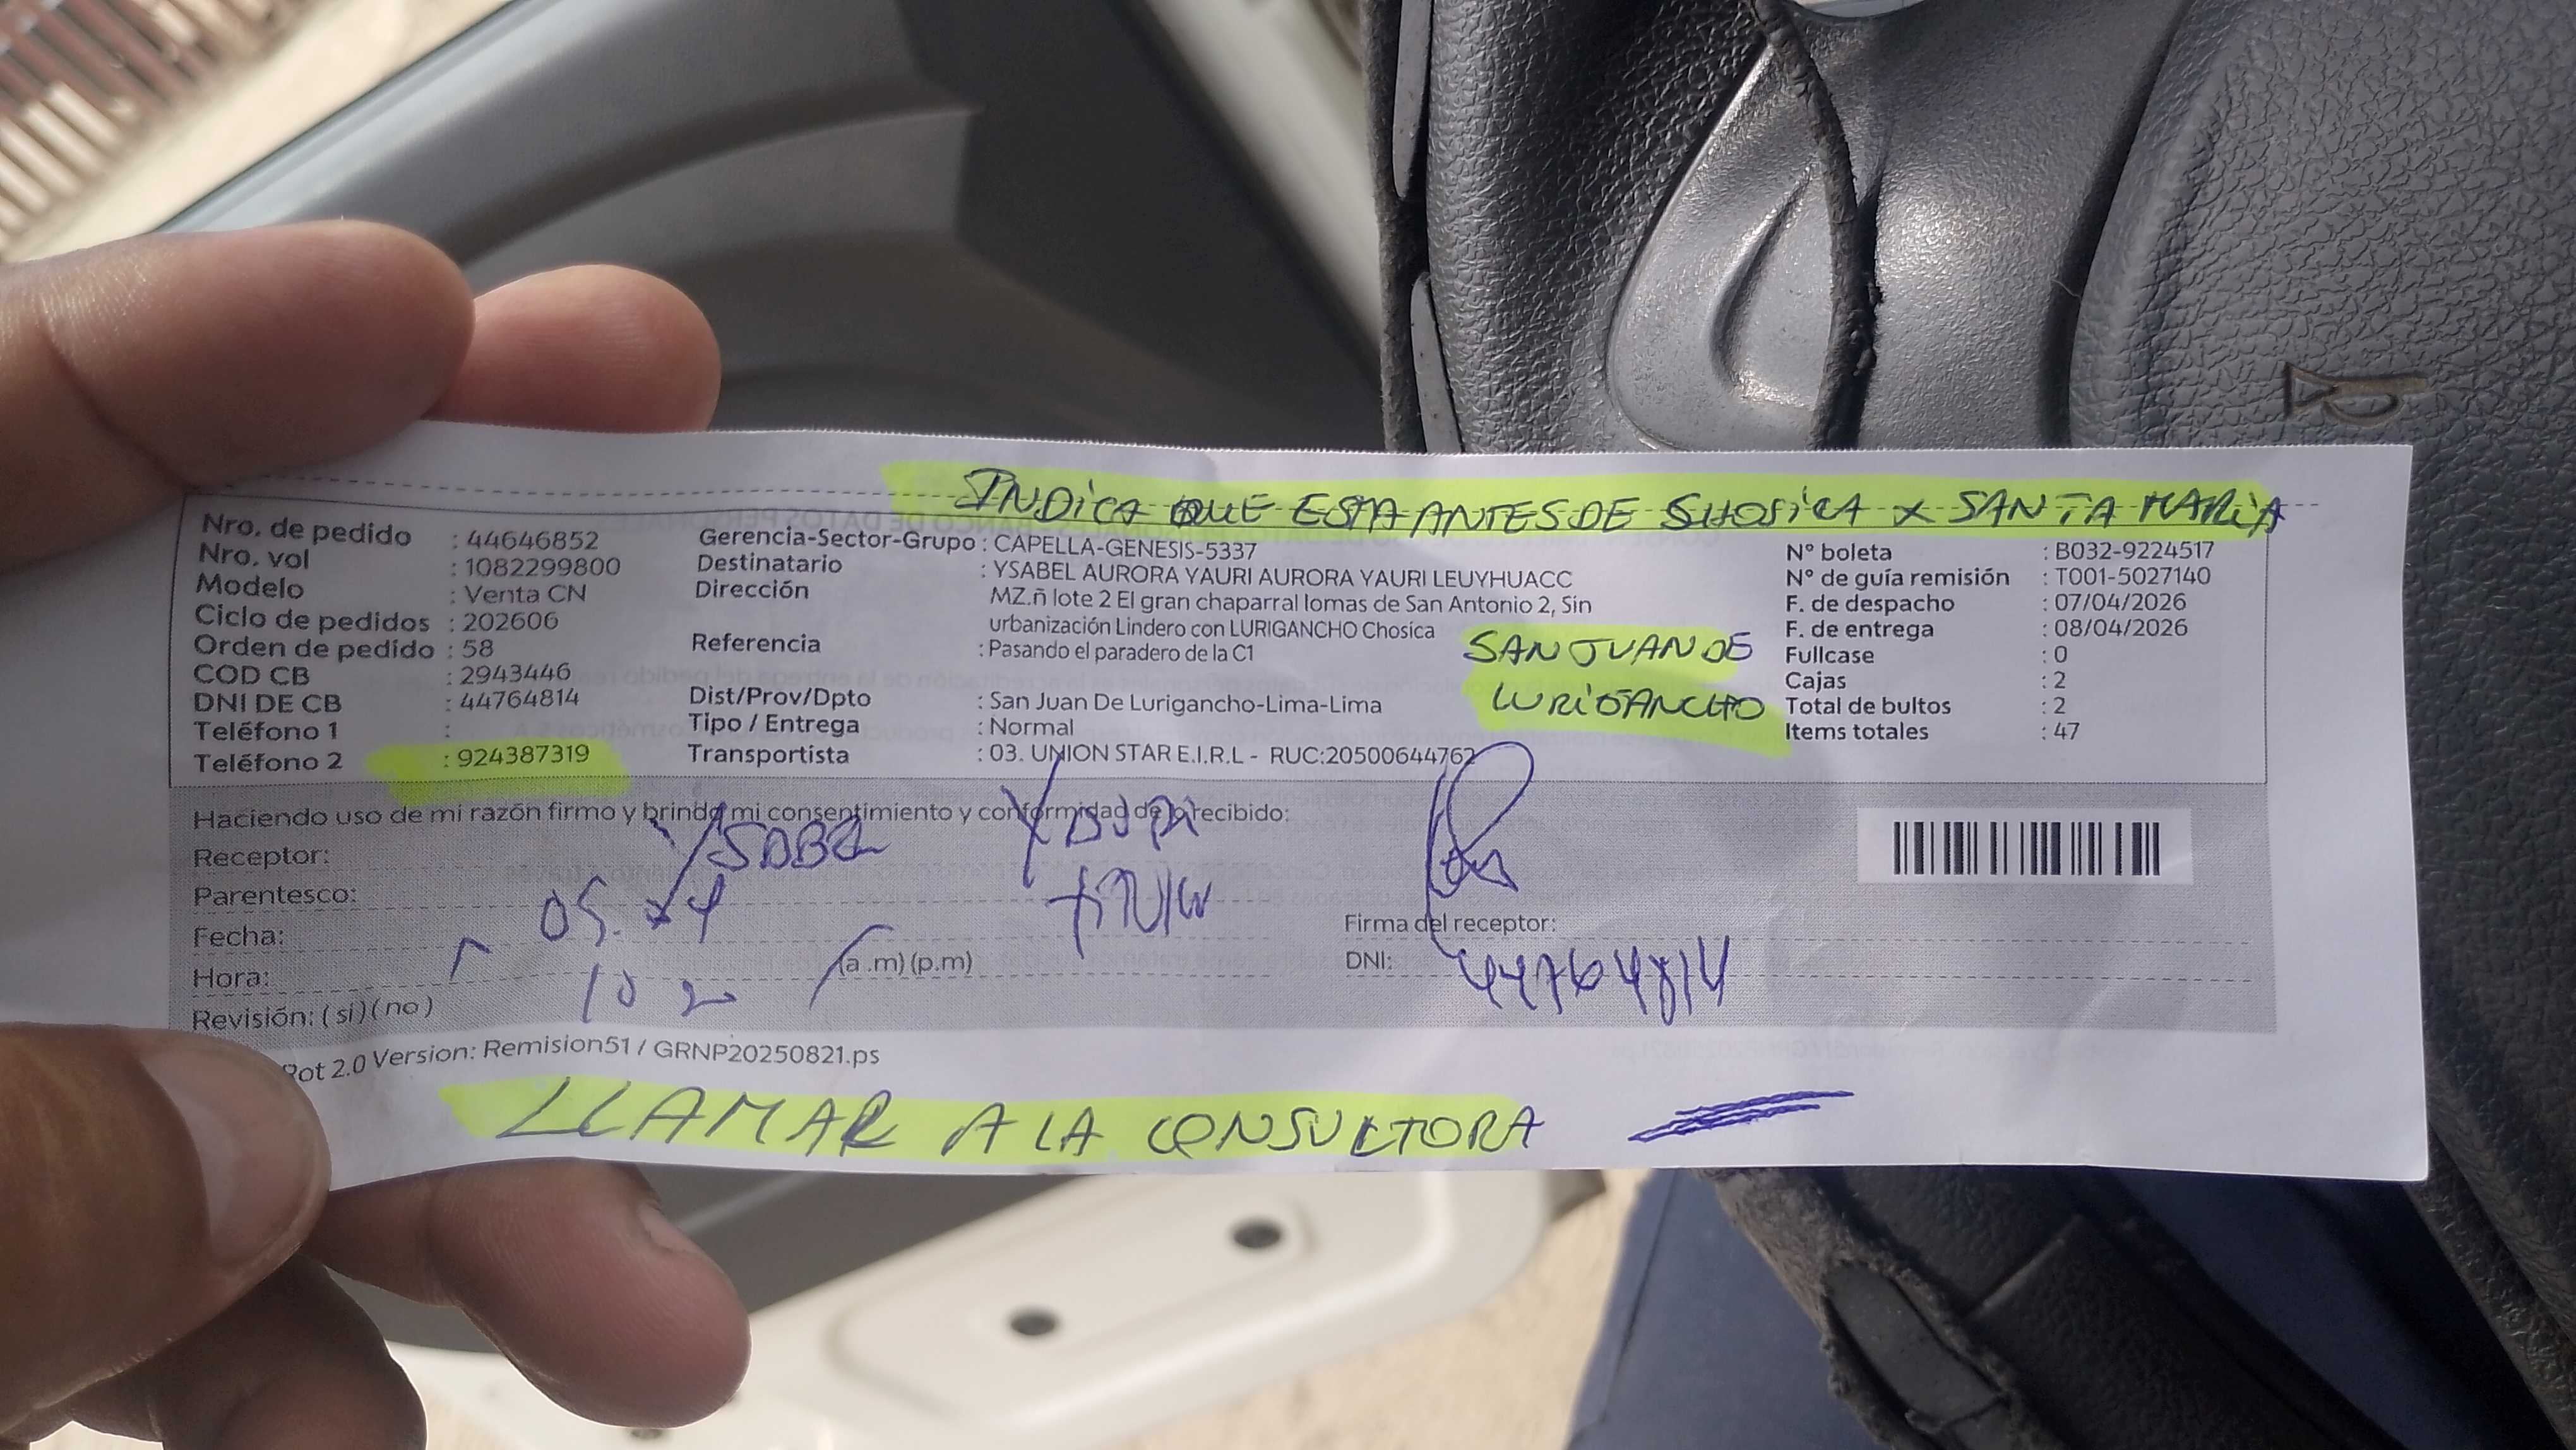 INDICA QUE ESTA ANTES DE SHOSICA X SANTA MARIA
Nro. de pedido : 44646852
Nro. vol : 1082299800
Modelo : Venta CN
Ciclo de pedidos : 202606
Orden de pedido : 58
COD CB : 2943446
DNI DE CB : 44764814
Teléfono 1 :
Teléfono 2 : 924387319
Gerencia-Sector-Grupo : CAPELLA-GENESIS-5337
Destinatario : YSABEL AURORA YAURI AURORA YAURI LEUYHUACC
Dirección MZ.ñ lote 2 El gran chaparral lomas de San Antonio 2, Sin
urbanización Lindero con LURIGANCHO Chosica
Referencia : Pasando el paradero de la C1
Dist/Prov/Dpto : San Juan De Lurigancho-Lima-Lima
Tipo / Entrega : Normal
Transportista : 03. UNION STAR E.I.R.L - RUC:20500644762
SAN JUAN DE
LURIGANCHO
N° boleta : B032-9224517
N° de guía remisión : T001-5027140
F. de despacho : 07/04/2026
F. de entrega : 08/04/2026
Fullcase : 0
Cajas : 2
Total de bultos : 2
Items totales : 47
Haciendo uso de mi razón firmo y brindo mi consentimiento y conformidad de lo recibido:
Receptor:
Parentesco:
Fecha:
Hora: (a.m) (p.m)
Revisión: (si) (no)
Firma del receptor:
DNI: 44764814
Rot 2.0 Version: Remision51 / GRNP20250821.ps
LLAMAR A LA CONSULTORA